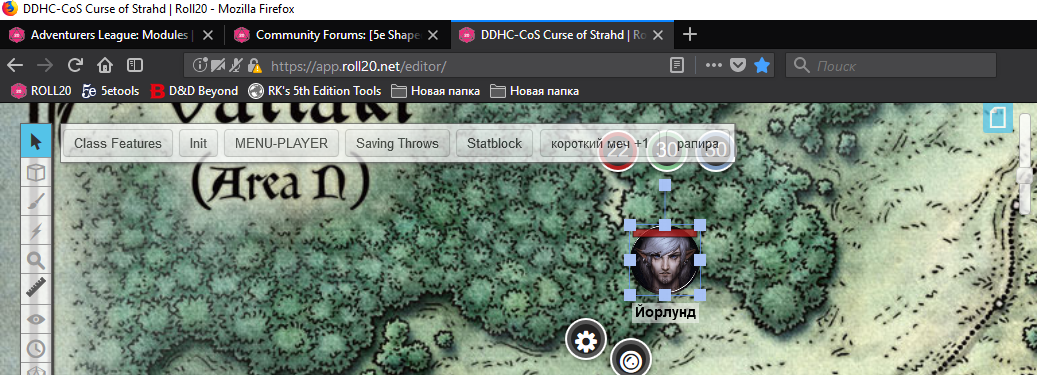 DDHC-CoS Curse of Strahd | Roll20 - Mozilla Firefox
Adventurers League: Modules |
Community Forums: [5e Shape
DDHC-CoS Curse of Strahd | Ro
https://app.roll20.net/editor/
Поиск
ROLL20
5etools
D&D Beyond
RK's 5th Edition Tools
Новая папка
Новая папка
Vallaki
(Area N)
Class Features
Init
MENU-PLAYER
Saving Throws
Statblock
короткий меч +1
рапира
22
30
30
Йорлунд